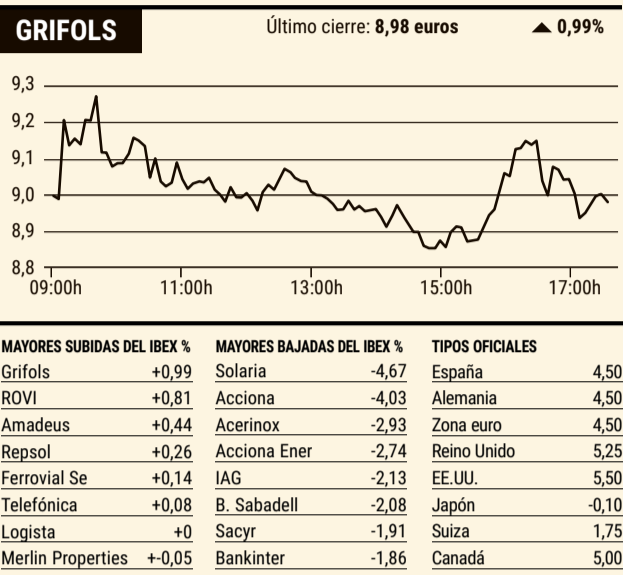 GRIFOLS
Último cierre: 8,98 euros ▲ 0,99%
9,3
9,2
9,1
9,0
8,9
8,8
09:00h 11:00h 13:00h 15:00h 17:00h
MAYORES SUBIDAS DEL IBEX %
Grifols +0,99
ROVI +0,81
Amadeus +0,44
Repsol +0,26
Ferrovial Se +0,14
Telefónica +0,08
Logista +0
Merlin Properties +-0,05
MAYORES BAJADAS DEL IBEX %
Solaria -4,67
Acciona -4,03
Acerinox -2,93
Acciona Ener -2,74
IAG -2,13
B. Sabadell -2,08
Sacyr -1,91
Bankinter -1,86
TIPOS OFICIALES
España 4,50
Alemania 4,50
Zona euro 4,50
Reino Unido 5,25
EE.UU. 5,50
Japón -0,10
Suiza 1,75
Canadá 5,00